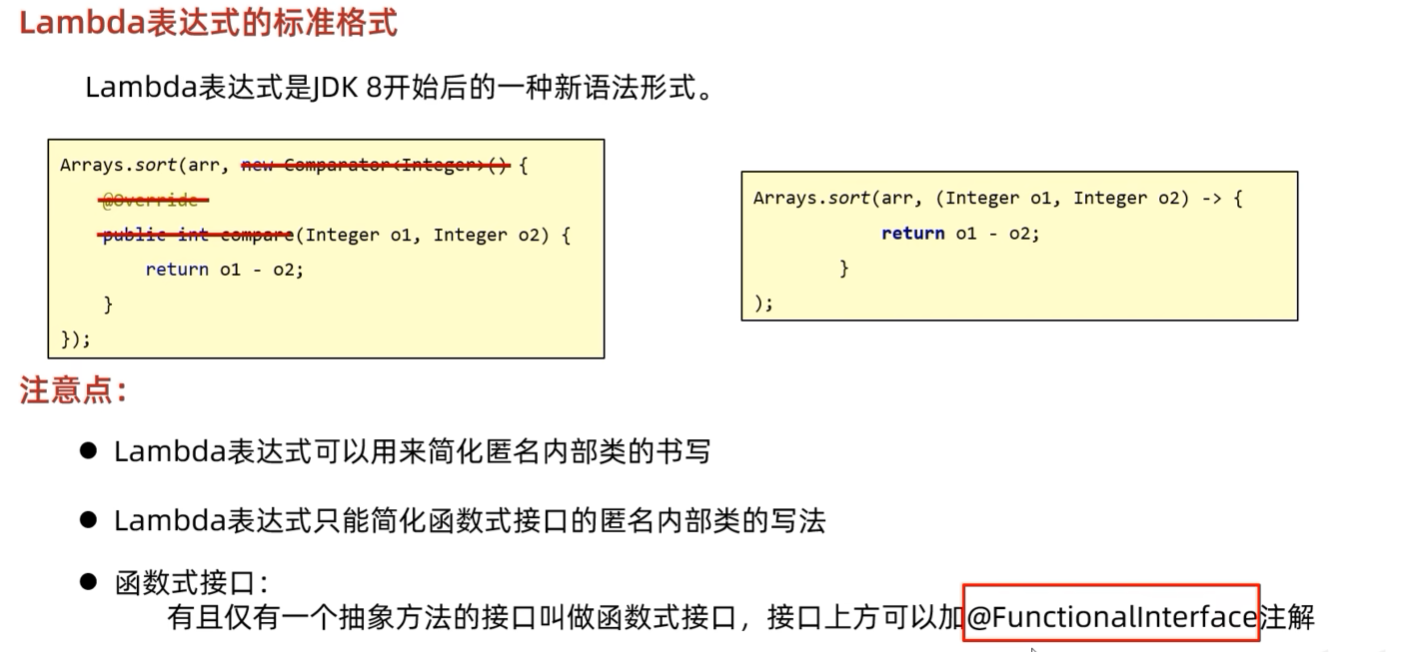 Lambda表达式的标准格式
Lambda表达式是JDK 8开始后的一种新语法形式。
Arrays.sort(arr, new Comparator<Integer>() {
@Override
public int compare(Integer o1, Integer o2) {
return o1 - o2;
}
});
Arrays.sort(arr, (Integer o1, Integer o2) -> {
return o1 - o2;
}
);
注意点：
● Lambda表达式可以用来简化匿名内部类的书写
● Lambda表达式只能简化函数式接口的匿名内部类的写法
● 函数式接口：
有且仅有一个抽象方法的接口叫做函数式接口，接口上方可以加@FunctionalInterface注解